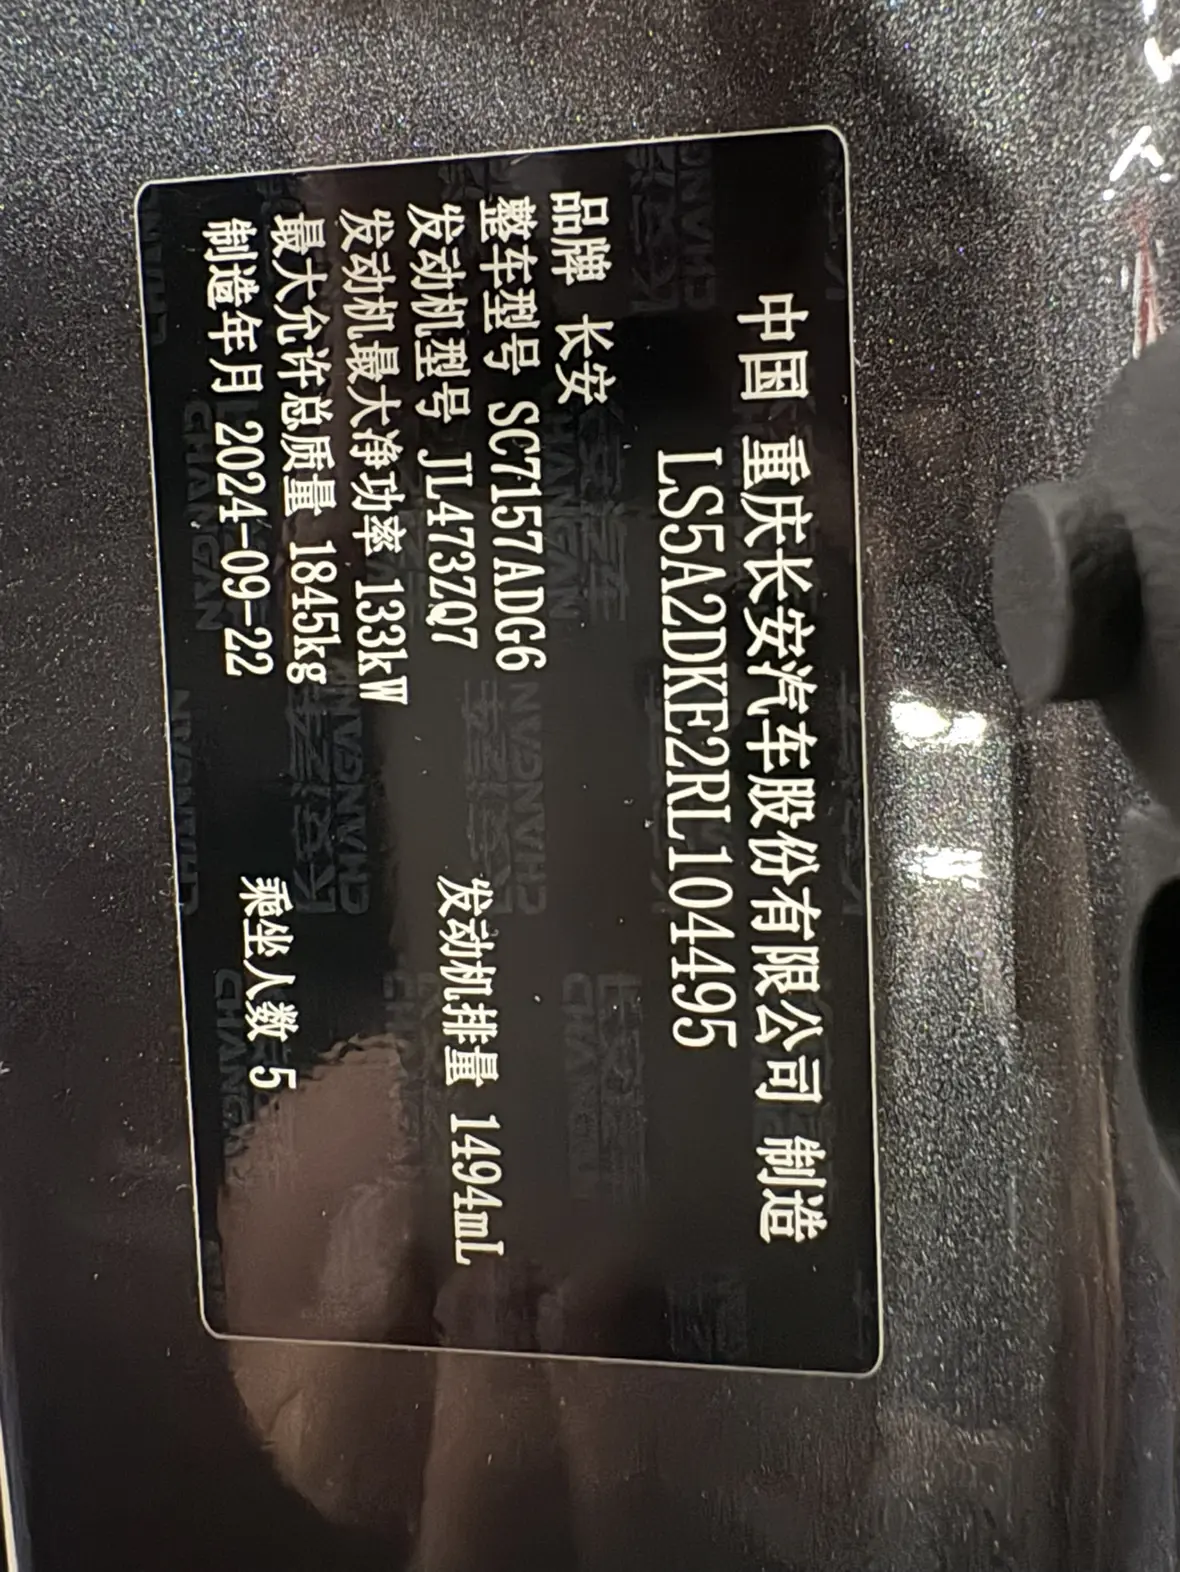 中国 重庆长安汽车股份有限公司 制造
LS5A2DKE2RL104495
品牌 长安
整车型号 SC7157ADG6
发动机型号 JL473ZQ7 发动机排量 1494mL
发动机最大净功率 133kW
最大允许总质量 1845kg
制造年月 2024-09-22 乘坐人数 5